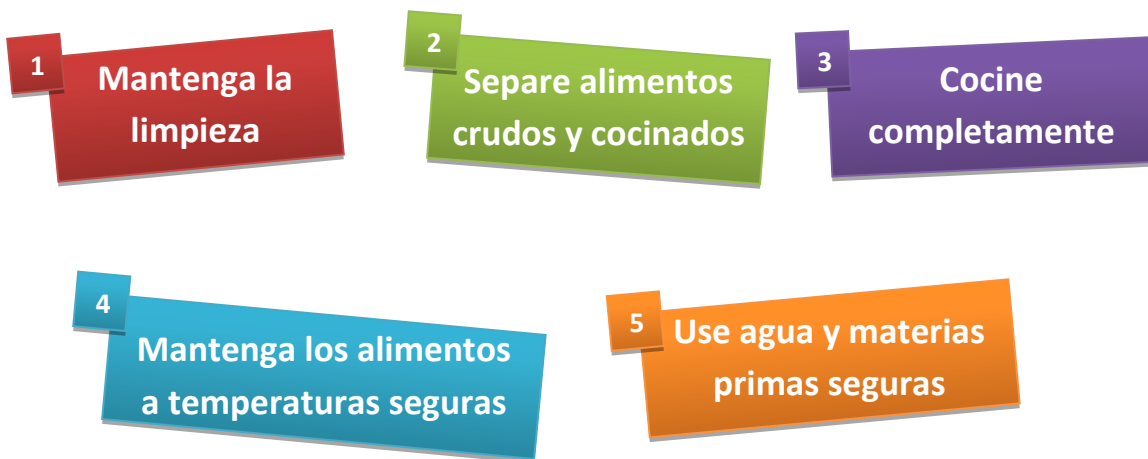 1
Mantenga la
limpieza
2
Separe alimentos
crudos y cocinados
3
Cocine
completamente
4
Mantenga los alimentos
a temperaturas seguras
5
Use agua y materias
primas seguras